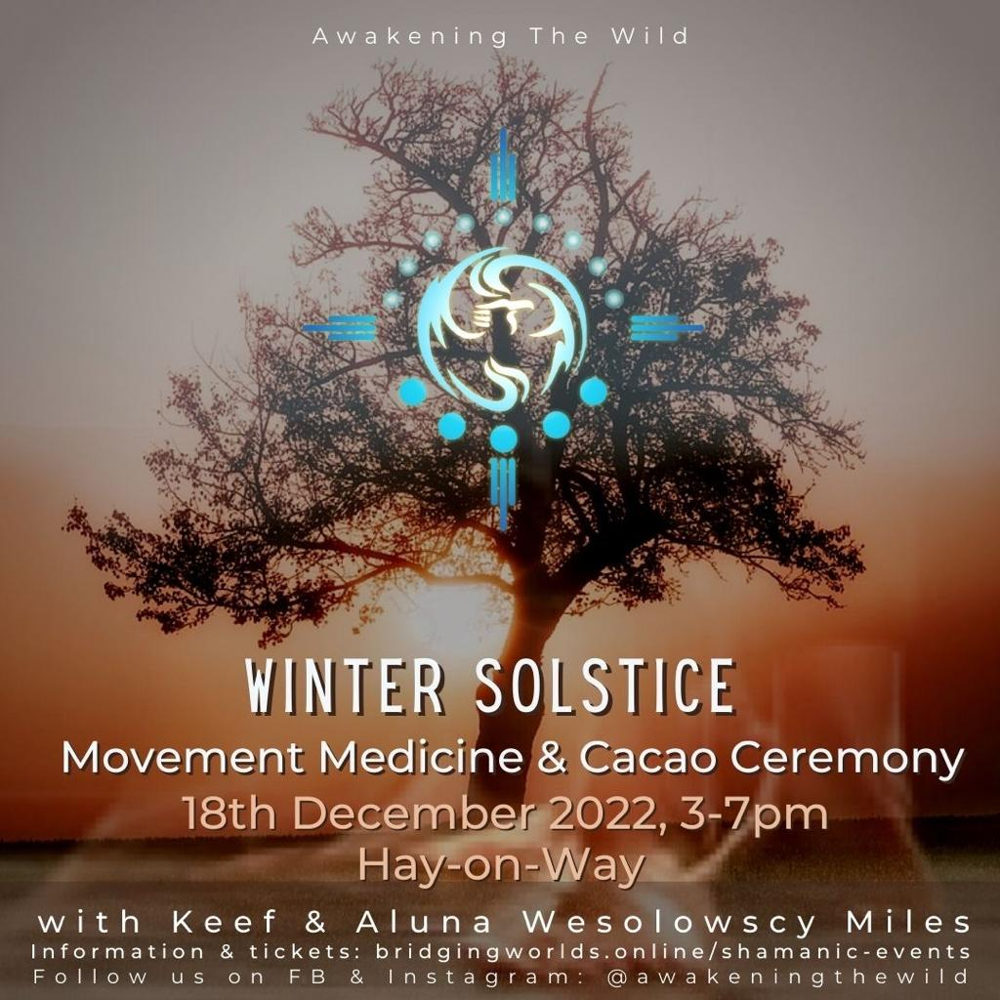 Awakening The Wild
WINTER SOLSTICE
Movement Medicine & Cacao Ceremony
18th December 2022, 3-7pm
Hay-on-Way
with Keef & Aluna Wesolowscy Miles
Information & tickets: bridgingworlds.online/shamanic-events
Follow us on FB & Instagram: @awakeningthewild